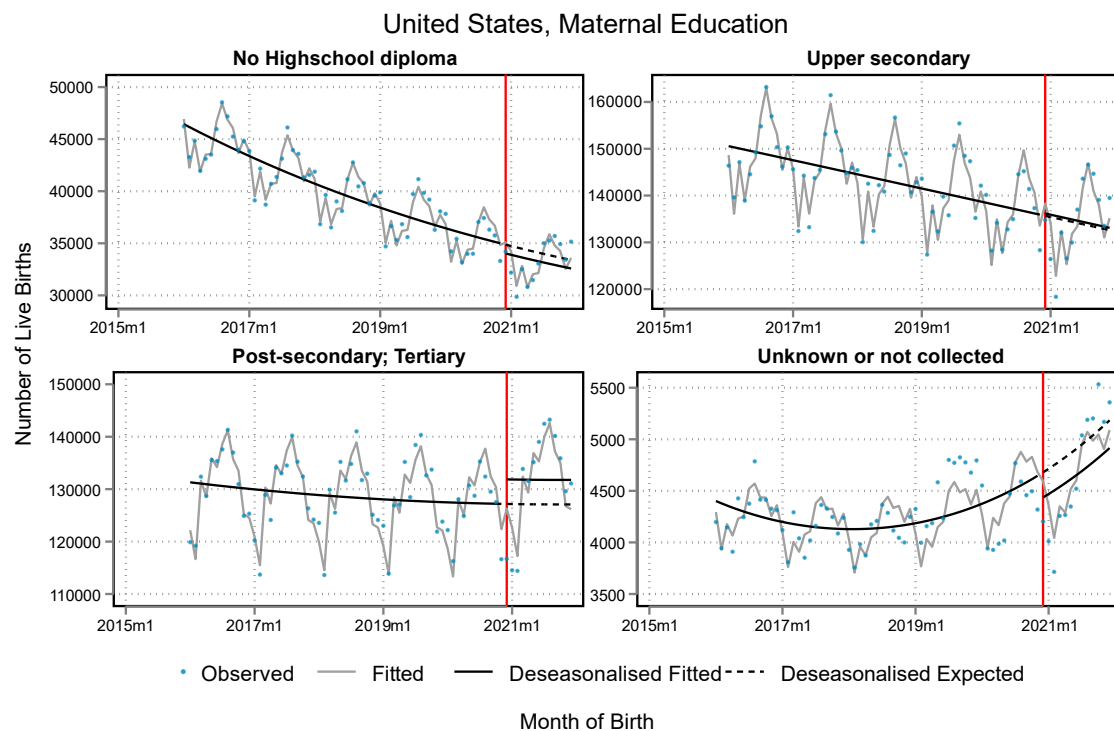 United States, Maternal Education
No Highschool diploma
Upper secondary
50000
45000
40000
35000
30000
2015m1 2017m1 2019m1 2021m1
160000
150000
140000
130000
120000
2015m1 2017m1 2019m1 2021m1
Number of Live Births
Post-secondary; Tertiary
Unknown or not collected
150000
140000
130000
120000
110000
2015m1 2017m1 2019m1 2021m1
5500
5000
4500
4000
3500
2015m1 2017m1 2019m1 2021m1
Observed Fitted Deseasonalised Fitted Deseasonalised Expected
Month of Birth